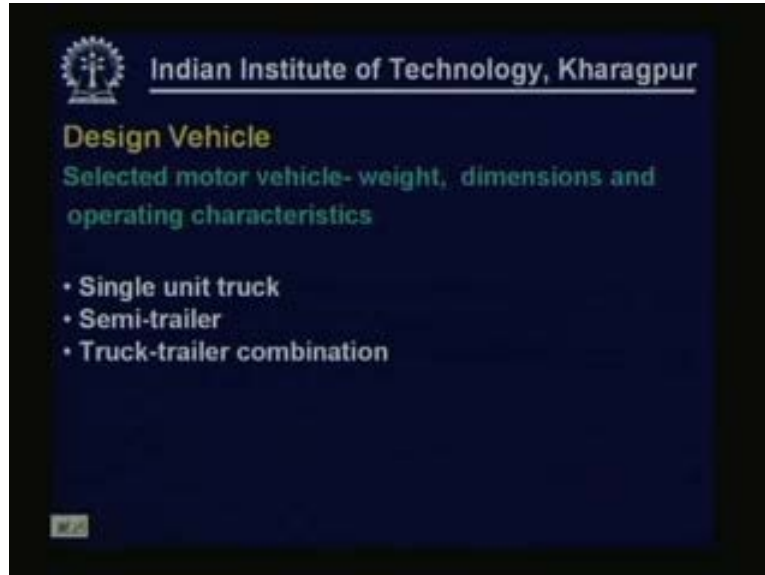 Indian Institute of Technology, Kharagpur
Design Vehicle
Selected motor vehicle- weight, dimensions and
operating characteristics
• Single unit truck
• Semi-trailer
• Truck-trailer combination